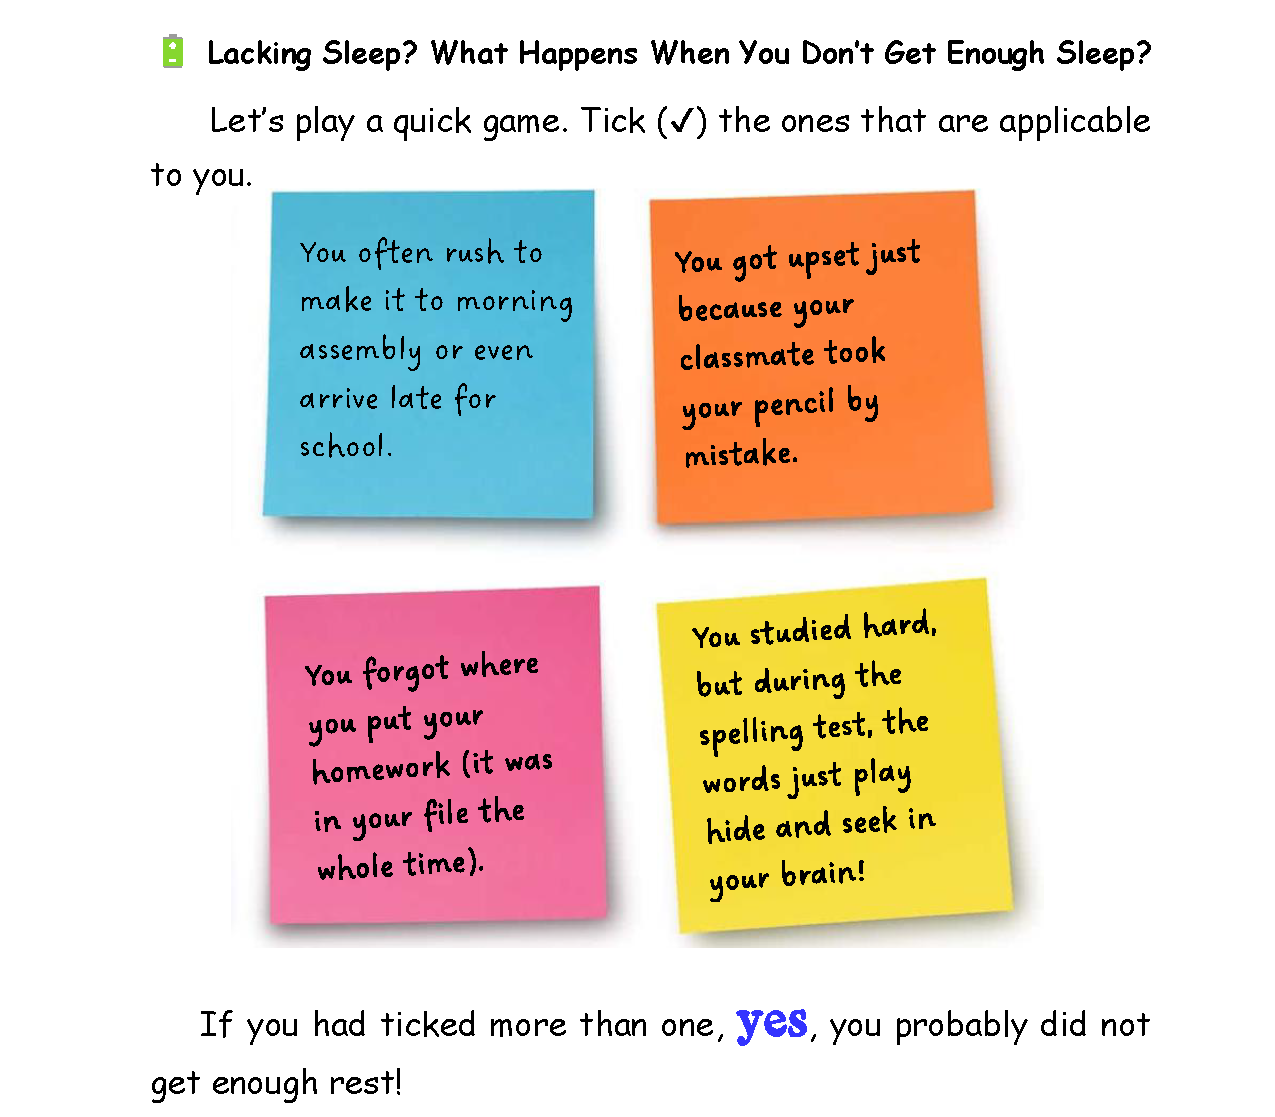 Lacking Sleep? What Happens When You Don't Get Enough Sleep?
Let's play a quick game. Tick (✓) the ones that are applicable
to you.
You often rush to
make it to morning
assembly or even
arrive late for
school.
You got upset just
because your
classmate took
your pencil by
mistake.
You forgot where
you put your
homework (it was
in your file the
whole time).
You studied hard,
but during the
spelling test, the
words just play
hide and seek in
your brain!
If you had ticked more than one, yes, you probably did not
get enough rest!